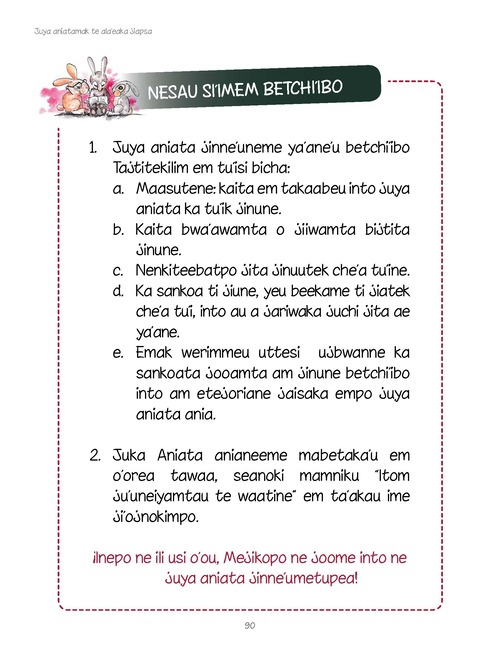 Juya aniatamak te ala'eaka jiapsa
NESAU SI'IMEM BETCHI'IBO
1. Juya aniata jinne'uneme ya'ane'u betchi'ibo
Tajtitekilim em tu'isi bicha:
a. Maasutene: kaita em takaabeu into juya
aniata ka tu'ik jinune.
b. Kaita bwa'awamta o jiiwamta bijtita
jinune.
c. Nenkiteebatpo jita jinuutek che'a tu'ine.
d. Ka sankoa ti jiune, yeu beekame ti jiatek
che'a tu'i, into au a jariwaka juchi jita ae
ya'ane.
e. Emak werimmeu uttesi ujbwanne ka
sankoata jooamta am jinune betchi'ibo
into am etejoriane jaisaka empo juya
aniata ania.
2. Juka Aniata anianeeme mabetaka'u em
o'orea tawaa, seanoki mamniku "Itom
ju'uneiyamtau te waatine" em ta'akau ime
ji'ojnokimpo.
¡Inepo ne ili usi o'ou, Mejikopo ne joome into ne
juya aniata jinne'umetupea!
90